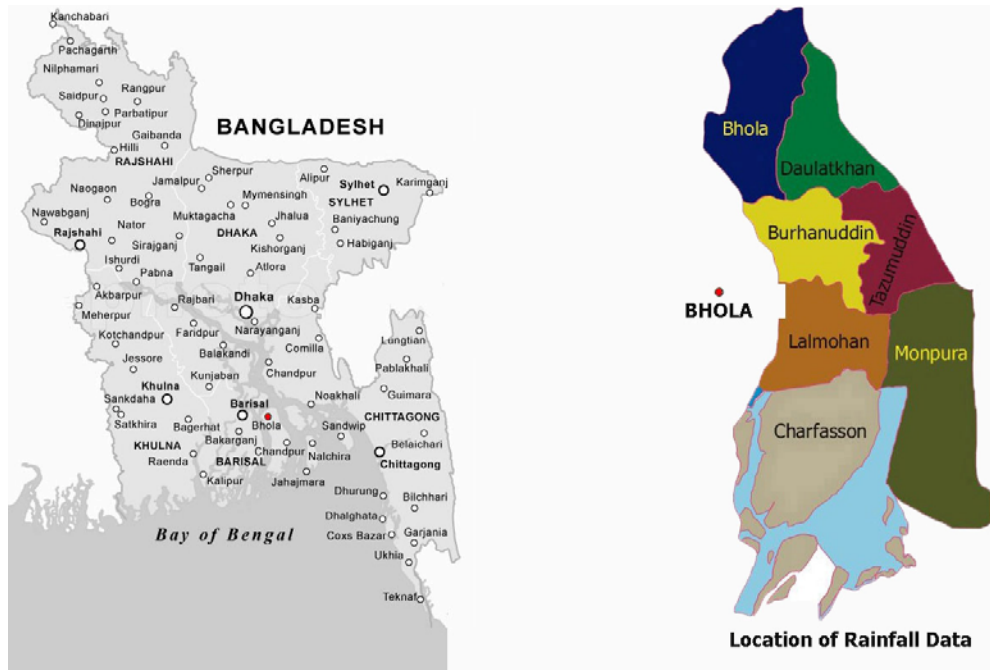 Kanchabari
Pachagarth
Nilphamari
Rangpur
Saidpur
Parbatipur
Dinajpur
Gaibanda
Hilli
RAJSHAHI
BANGLADESH
Sherpur
Jamalpur
Alipur
Sylhet
Karimganj
Naogaon
Bogra
Mymensingh
SYLHET
Muktagacha
Nawabganj
Jhalua
Baniyachung
Nator
DHAKA
Rajshahi
Sirajganj
Kishorganj
Habiganj
Ishurdi
Tangail
Atlora
Pabna
Akbarpur
Rajbari
Dhaka
Kasba
Meherpur
Faridpur
Narayanganj
Kotchandpur
Balakandi
Comilla
Lungtian
Jessore
Chandpur
Pablakhali
Kunjaban
Khulna
Guimara
Sankdaha
Barisal
Noakhali
CHITTAGONG
Satkhira
Bagerhat
Bhola
Sandwip
Bakarganj
Belaichari
KHULNA
Chandpur
Nalchira
Raenda
BARISAL
Chittagong
Kalipur
Jahajmara
Dhurung
Bilchhari
Bay of Bengal
Dhalghata
Coxs Bazar
Garjania
Ukhia
Teknaf
Bhola
Daulatkhan
Burhanuddin
Tazumuddin
BHOLA
Lalmohan
Monpura
Charfasson
Location of Rainfall Data